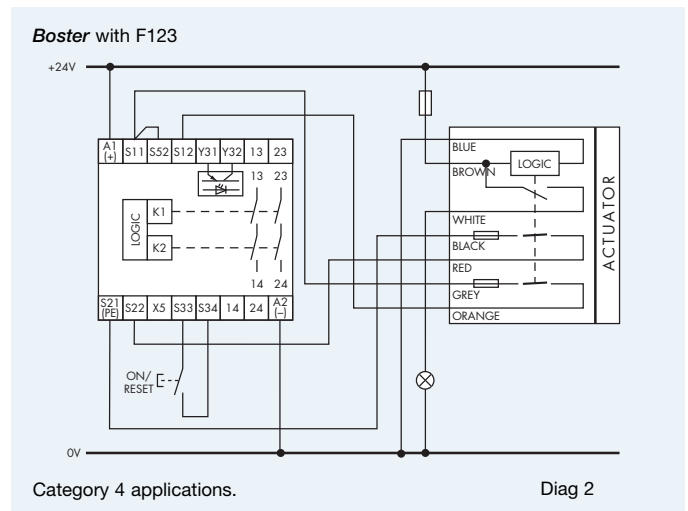 Boster with F123
+24V
A1 (+) S11 S52 S12 Y31 Y32 13 23
13 23
LOGIC
K1
K2
14 24
S21 (PE) S22 X5 S33 S34 14 24 A2 (–)
ON/
RESET
0V
BLUE
BROWN
LOGIC
WHITE
BLACK
RED
GREY
ORANGE
ACTUATOR
Category 4 applications.
Diag 2